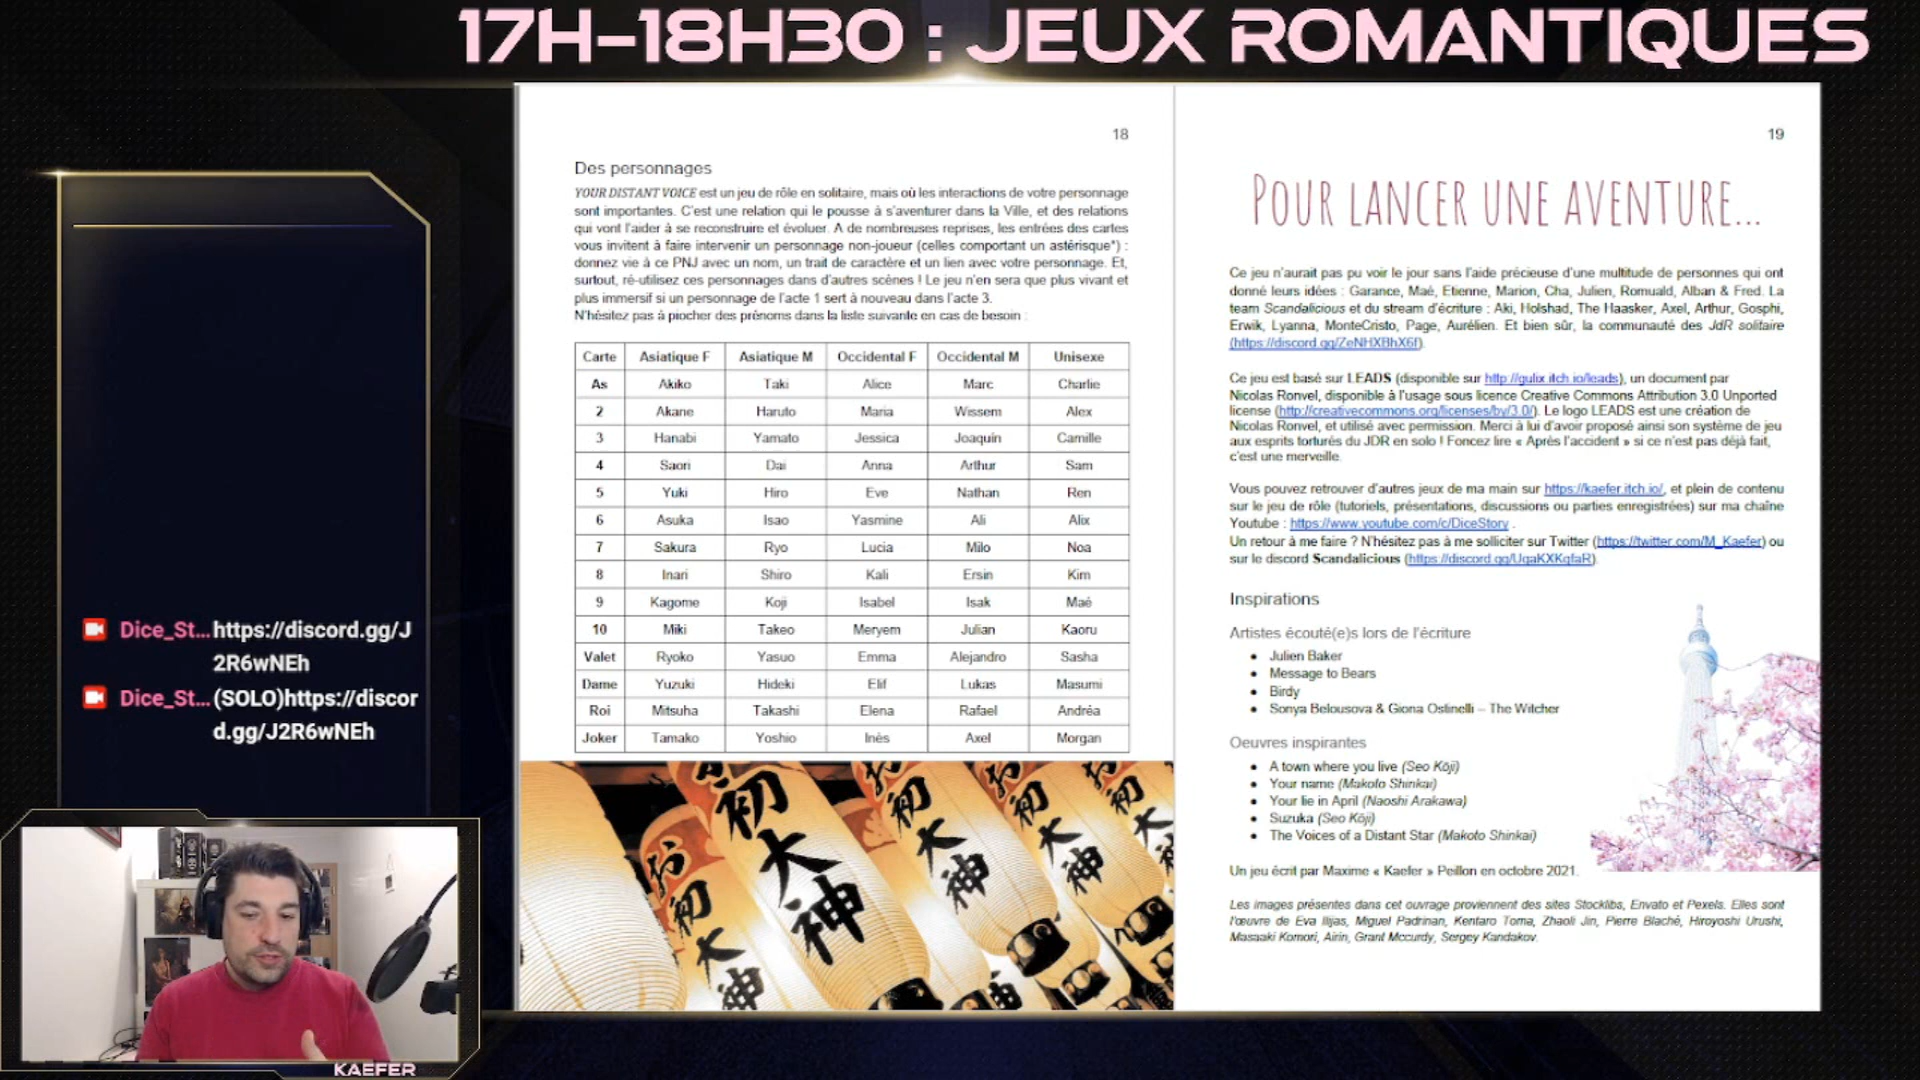 17H-18H30 : JEUX ROMANTIQUES
18
Des personnages
YOUR DISTANT VOICE est un jeu de rôle en solitaire, mais où les interactions de votre personnage
sont importantes. C'est une relation qui le pousse à s'aventurer dans la Ville, et des relations
qui vont l'aider à se reconstruire et évoluer. A de nombreuses reprises, les entrées des cartes
vous invitent à faire intervenir un personnage non-joueur (celles comportant un astérisque*) :
donnez vie à ce PNJ avec un nom, un trait de caractère et un lien avec votre personnage. Et,
surtout, ré-utilisez ces personnages dans d'autres scènes ! Le jeu n'en sera que plus vivant et
plus immersif si un personnage de l'acte 1 sert à nouveau dans l'acte 3.
N'hésitez pas à piocher des prénoms dans la liste suivante en cas de besoin :
Carte Asiatique F Asiatique M Occidental F Occidental M Unisexe
As Akiko Taki Alice Marc Charlie
2 Akane Haruto Maria Wissem Alex
3 Hanabi Yamato Jessica Joaquin Camille
4 Saori Dai Anna Arthur Sam
5 Yuki Hiro Eve Nathan Ren
6 Asuka Isao Yasmine Ali Alix
7 Sakura Ryo Lucia Milo Noa
8 Inari Shiro Kali Ersin Kim
9 Kagome Koji Isabel Isak Maé
10 Miki Takeo Meryem Julian Kaoru
Valet Ryoko Yasuo Emma Alejandro Sasha
Dame Yuzuki Hideki Elif Lukas Masumi
Roi Mitsuha Takashi Elena Rafael Andréa
Joker Tamako Yoshio Inès Axel Morgan
お初大神
初大神
お初大神
お初大神
19
POUR LANCER UNE AVENTURE...
Ce jeu n'aurait pas pu voir le jour sans l'aide précieuse d'une multitude de personnes qui ont
donné leurs idées : Garance, Maé, Etienne, Marion, Cha, Julien, Romuald, Alban & Fred. La
team Scandalicious et du stream d'écriture : Aki, Holshad, The Haasker, Axel, Arthur, Gosphi,
Erwik, Lyanna, MonteCristo, Page, Aurélien. Et bien sûr, la communauté des JdR solitaire
(https://discord.gg/ZeNHXBhX6f).
Ce jeu est basé sur LEADS (disponible sur http://gulix.itch.io/leads), un document par
Nicolas Ronvel, disponible à l'usage sous licence Creative Commons Attribution 3.0 Unported
license (http://creativecommons.org/licenses/by/3.0/). Le logo LEADS est une création de
Nicolas Ronvel, et utilisé avec permission. Merci à lui d'avoir proposé ainsi son système de jeu
aux esprits torturés du JDR en solo ! Foncez lire « Après l'accident » si ce n'est pas déjà fait,
c'est une merveille.
Vous pouvez retrouver d'autres jeux de ma main sur https://kaefer.itch.io/, et plein de contenu
sur le jeu de rôle (tutoriels, présentations, discussions ou parties enregistrées) sur ma chaîne
Youtube : https://www.youtube.com/c/DiceStory .
Un retour à me faire ? N'hésitez pas à me solliciter sur Twitter (https://twitter.com/M_Kaefer) ou
sur le discord Scandalicious (https://discord.gg/UqaKXKqfaR).
Inspirations
Artistes écouté(e)s lors de l'écriture
• Julien Baker
• Message to Bears
• Birdy
• Sonya Belousova & Giona Ostinelli – The Witcher
Oeuvres inspirantes
• A town where you live (Seo Kōji)
• Your name (Makoto Shinkai)
• Your lie in April (Naoshi Arakawa)
• Suzuka (Seo Kōji)
• The Voices of a Distant Star (Makoto Shinkai)
Un jeu écrit par Maxime « Kaefer » Peillon en octobre 2021.
Les images présentes dans cet ouvrage proviennent des sites Stocklibs, Envato et Pexels. Elles sont
l'œuvre de Eva Ilijas, Miguel Padrinan, Kentaro Toma, Zhaoli Jin, Pierre Blaché, Hiroyoshi Urushi,
Masaaki Komori, Airin, Grant Mccurdy, Sergey Kandakov.
Dice_St... https://discord.gg/J
2R6wNEh
Dice_St... (SOLO)https://discor
d.gg/J2R6wNEh
KAEFER